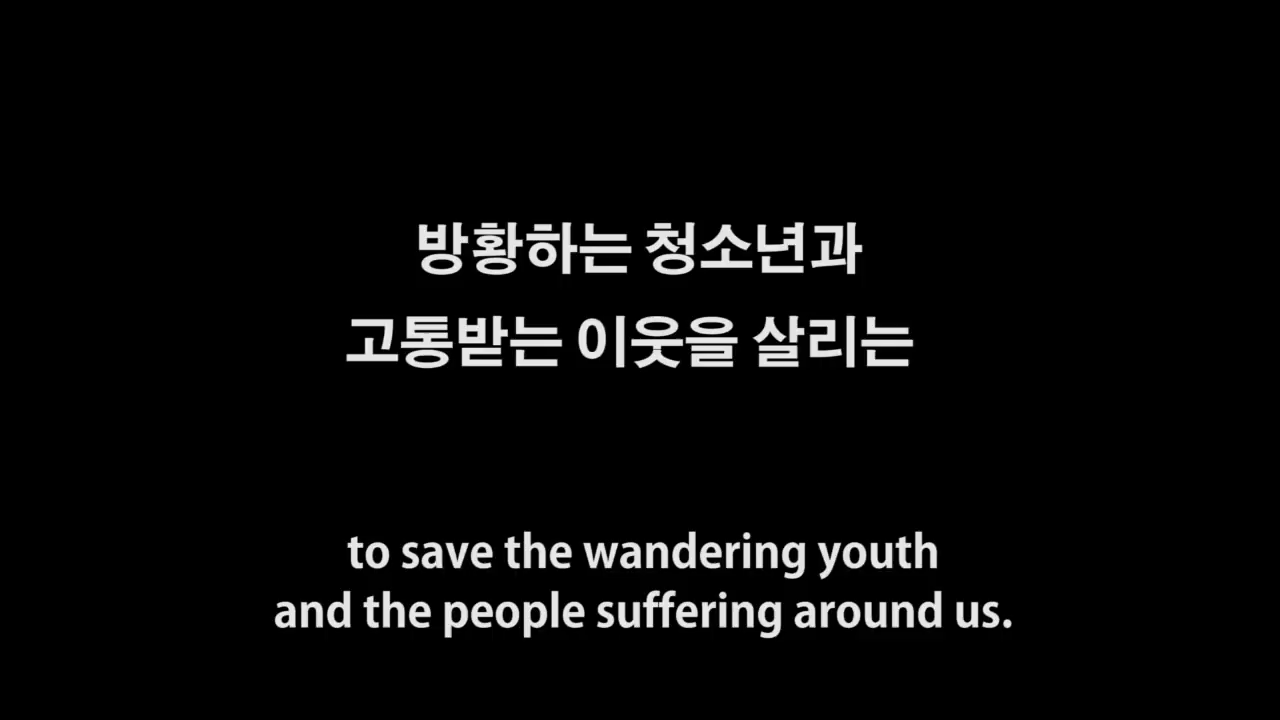 방황하는 청소년과
고통받는 이웃을 살리는
to save the wandering youth
and the people suffering around us.